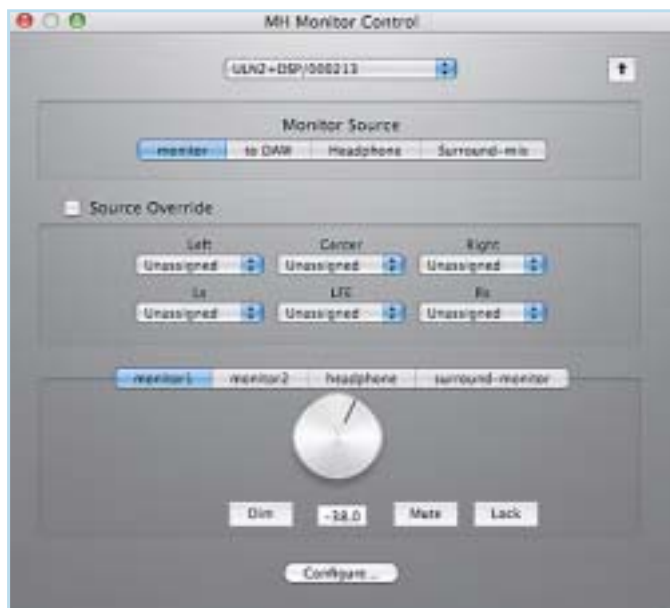 MH Monitor Control
ULN2+DSP/000213
Monitor Source
monitor to DAW Headphone Surround-mix
Source Override
Left Center Right
Unassigned Unassigned Unassigned
Ls LFE Rs
Unassigned Unassigned Unassigned
monitor1 monitor2 headphone surround-monitor
Dim -38.0 Mute Lock
Configure...